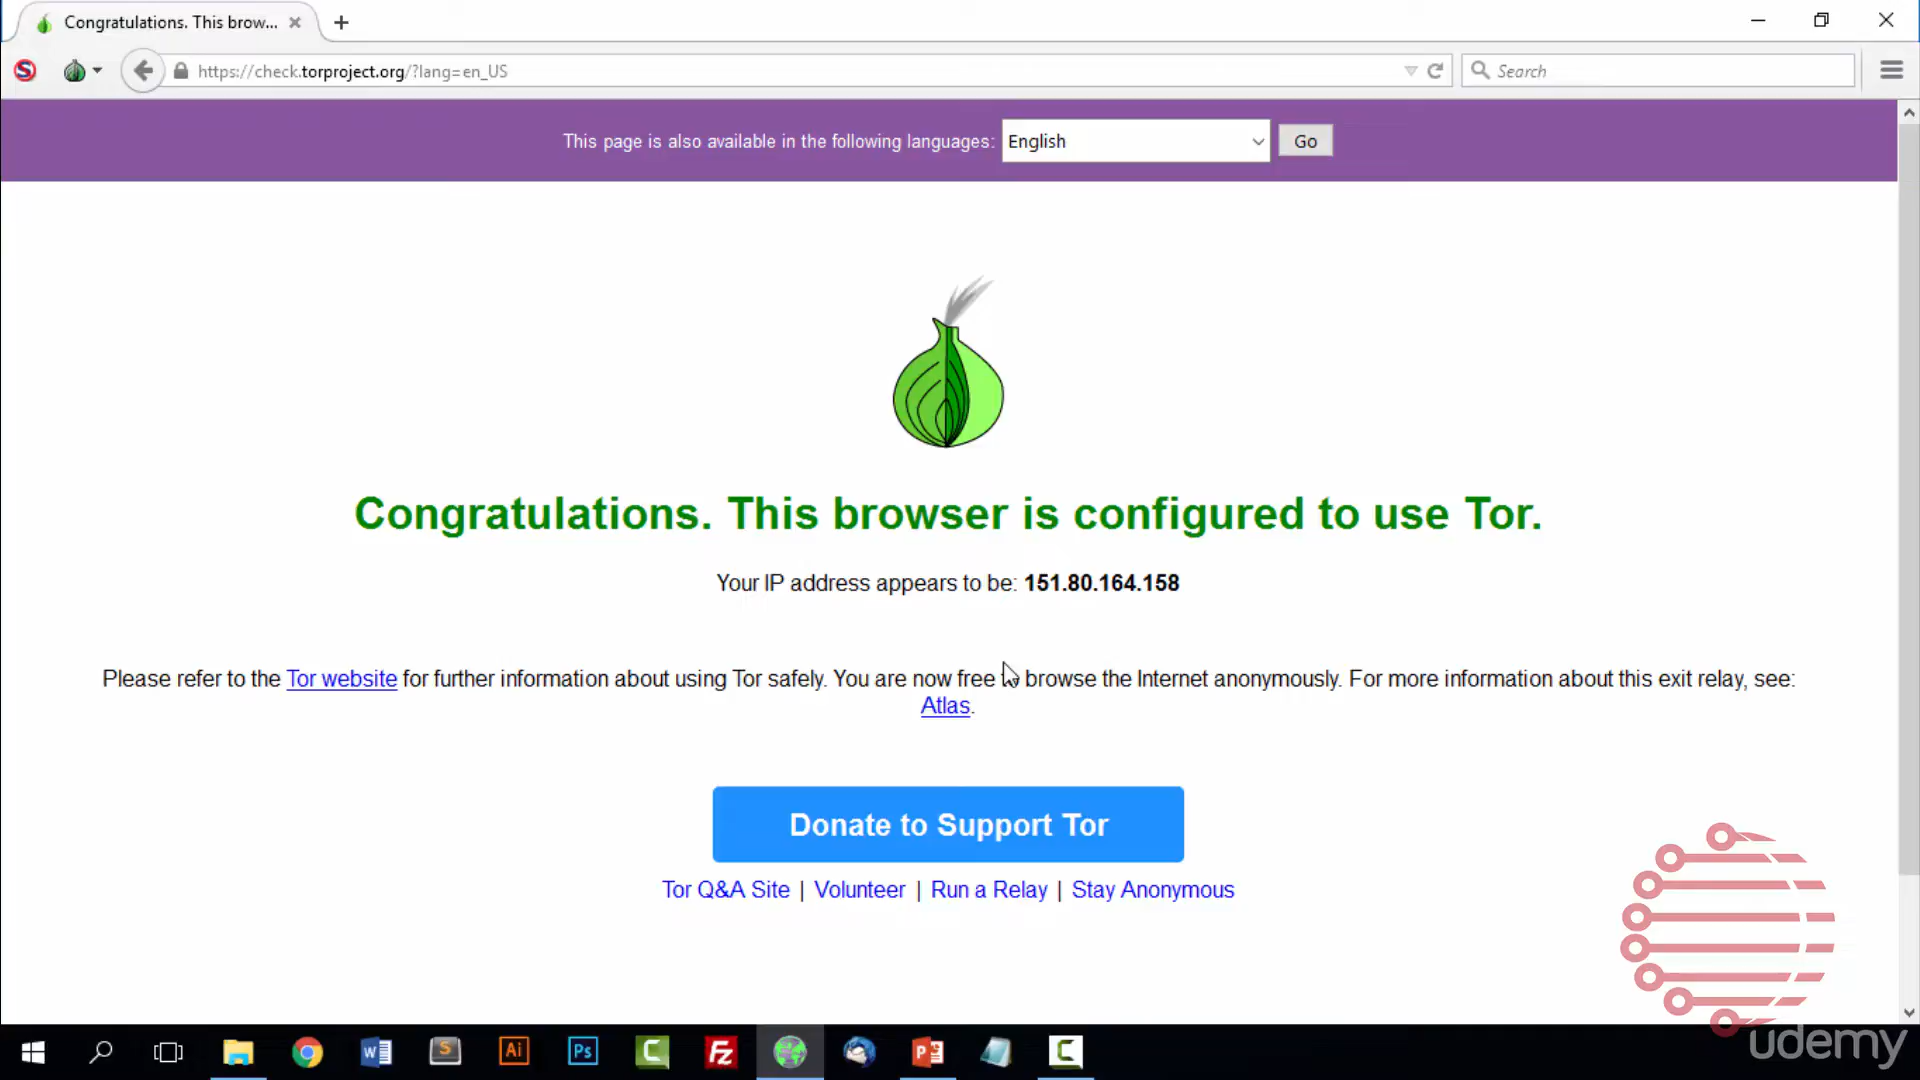 Congratulations. This brow...
https://check.torproject.org/?lang=en_US
Search
This page is also available in the following languages: English Go
Congratulations. This browser is configured to use Tor.
Your IP address appears to be: 151.80.164.158
Please refer to the Tor website for further information about using Tor safely. You are now free to browse the Internet anonymously. For more information about this exit relay, see:
Atlas.
Donate to Support Tor
Tor Q&A Site | Volunteer | Run a Relay | Stay Anonymous
S
W
S
Ai
Ps
C
Fz
P
C
udemy